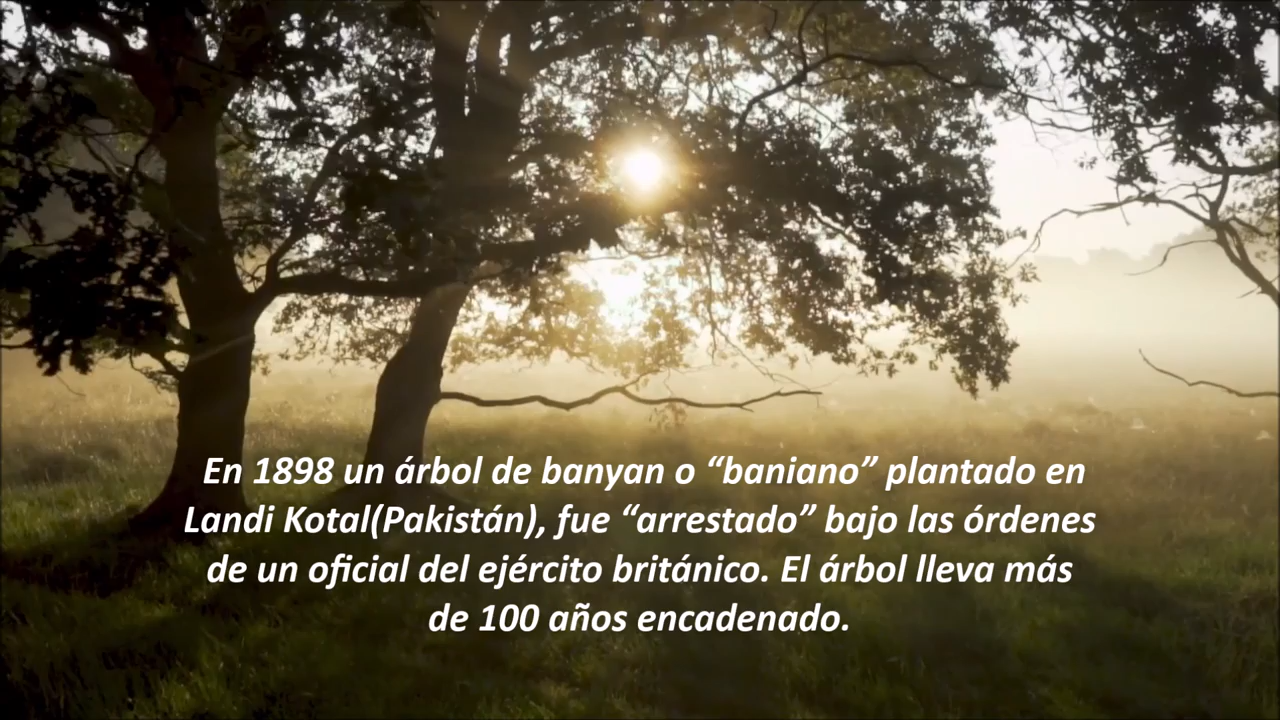 En 1898 un árbol de banyan o “baniano” plantado en
Landi Kotal(Pakistán), fue “arrestado” bajo las órdenes
de un oficial del ejército británico. El árbol lleva más
de 100 años encadenado.